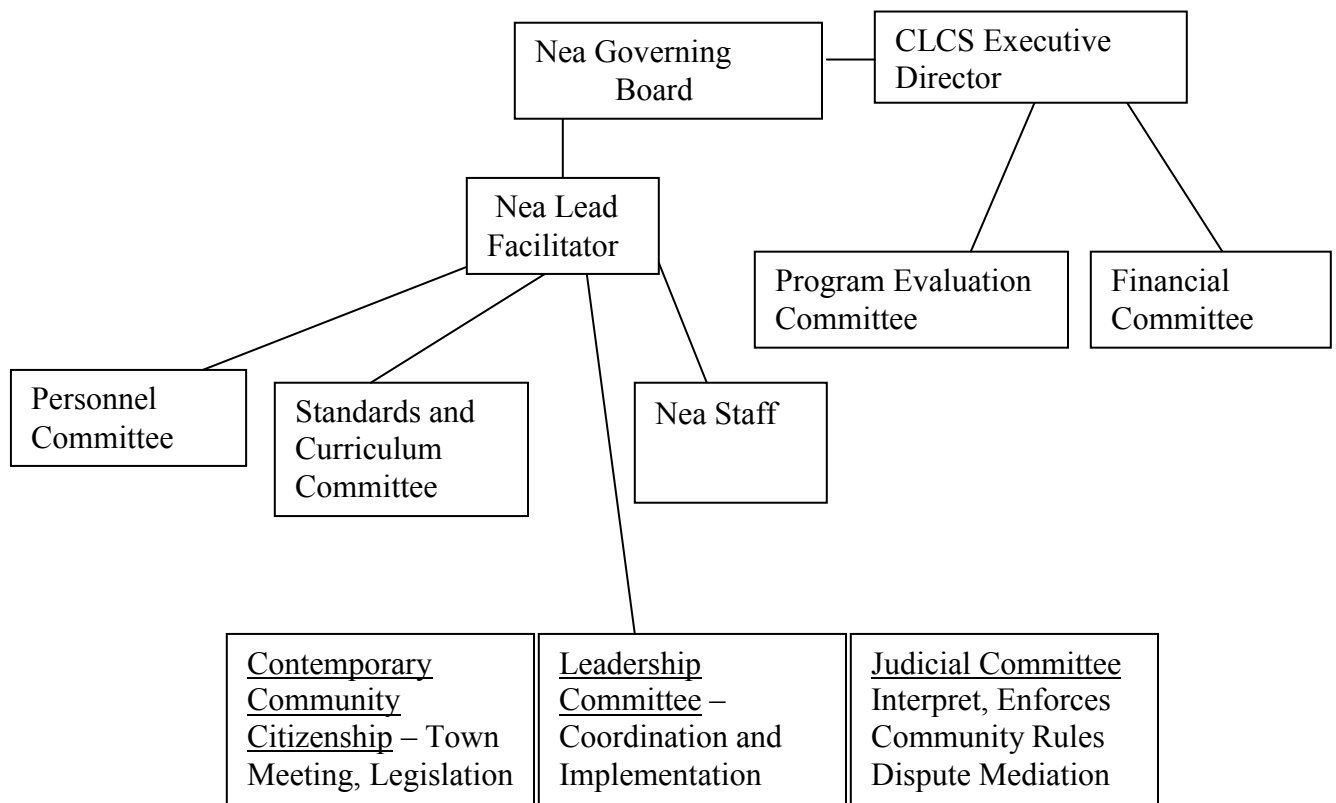 Nea Governing
Board
CLCS Executive
Director
Nea Lead
Facilitator
Program Evaluation
Committee
Financial
Committee
Personnel
Committee
Standards and
Curriculum
Committee
Nea Staff
Contemporary
Community
Citizenship – Town
Meeting, Legislation
Leadership
Committee –
Coordination and
Implementation
Judicial Committee
Interpret, Enforces
Community Rules
Dispute Mediation